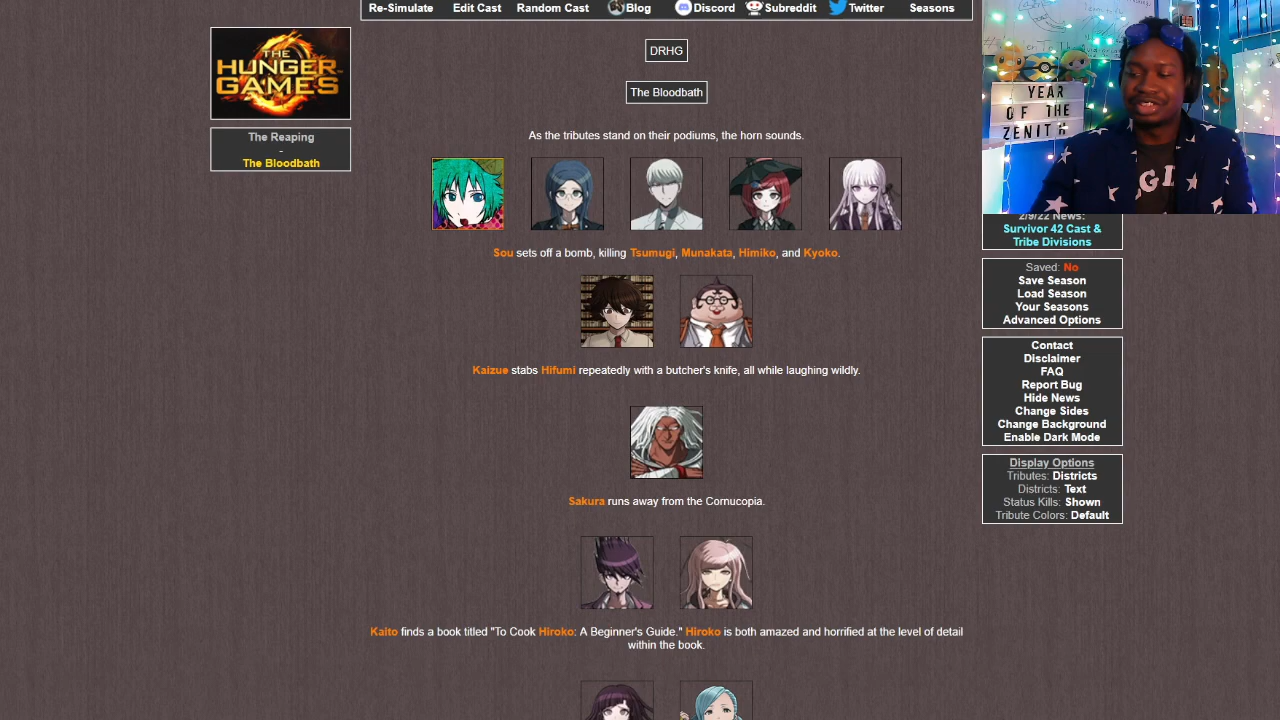 Re-Simulate Edit Cast Random Cast Blog Discord Subreddit Twitter Seasons
THE
HUNGER
GAMES
The Reaping
-
The Bloodbath
DRHG
The Bloodbath
As the tributes stand on their podiums, the horn sounds.
Sou sets off a bomb, killing Tsumugi, Munakata, Himiko, and Kyoko.
Kaizue stabs Hifumi repeatedly with a butcher's knife, all while laughing wildly.
Sakura runs away from the Cornucopia.
Kaito finds a book titled "To Cook Hiroko: A Beginner's Guide." Hiroko is both amazed and horrified at the level of detail
within the book.
YEAR
OF THE
ZENITH
2/9/22 News:
Survivor 42 Cast &
Tribe Divisions
Saved: No
Save Season
Load Season
Your Seasons
Advanced Options
Contact
Disclaimer
FAQ
Report Bug
Hide News
Change Sides
Change Background
Enable Dark Mode
Display Options
Tributes: Districts
Districts: Text
Status Kills: Shown
Tribute Colors: Default